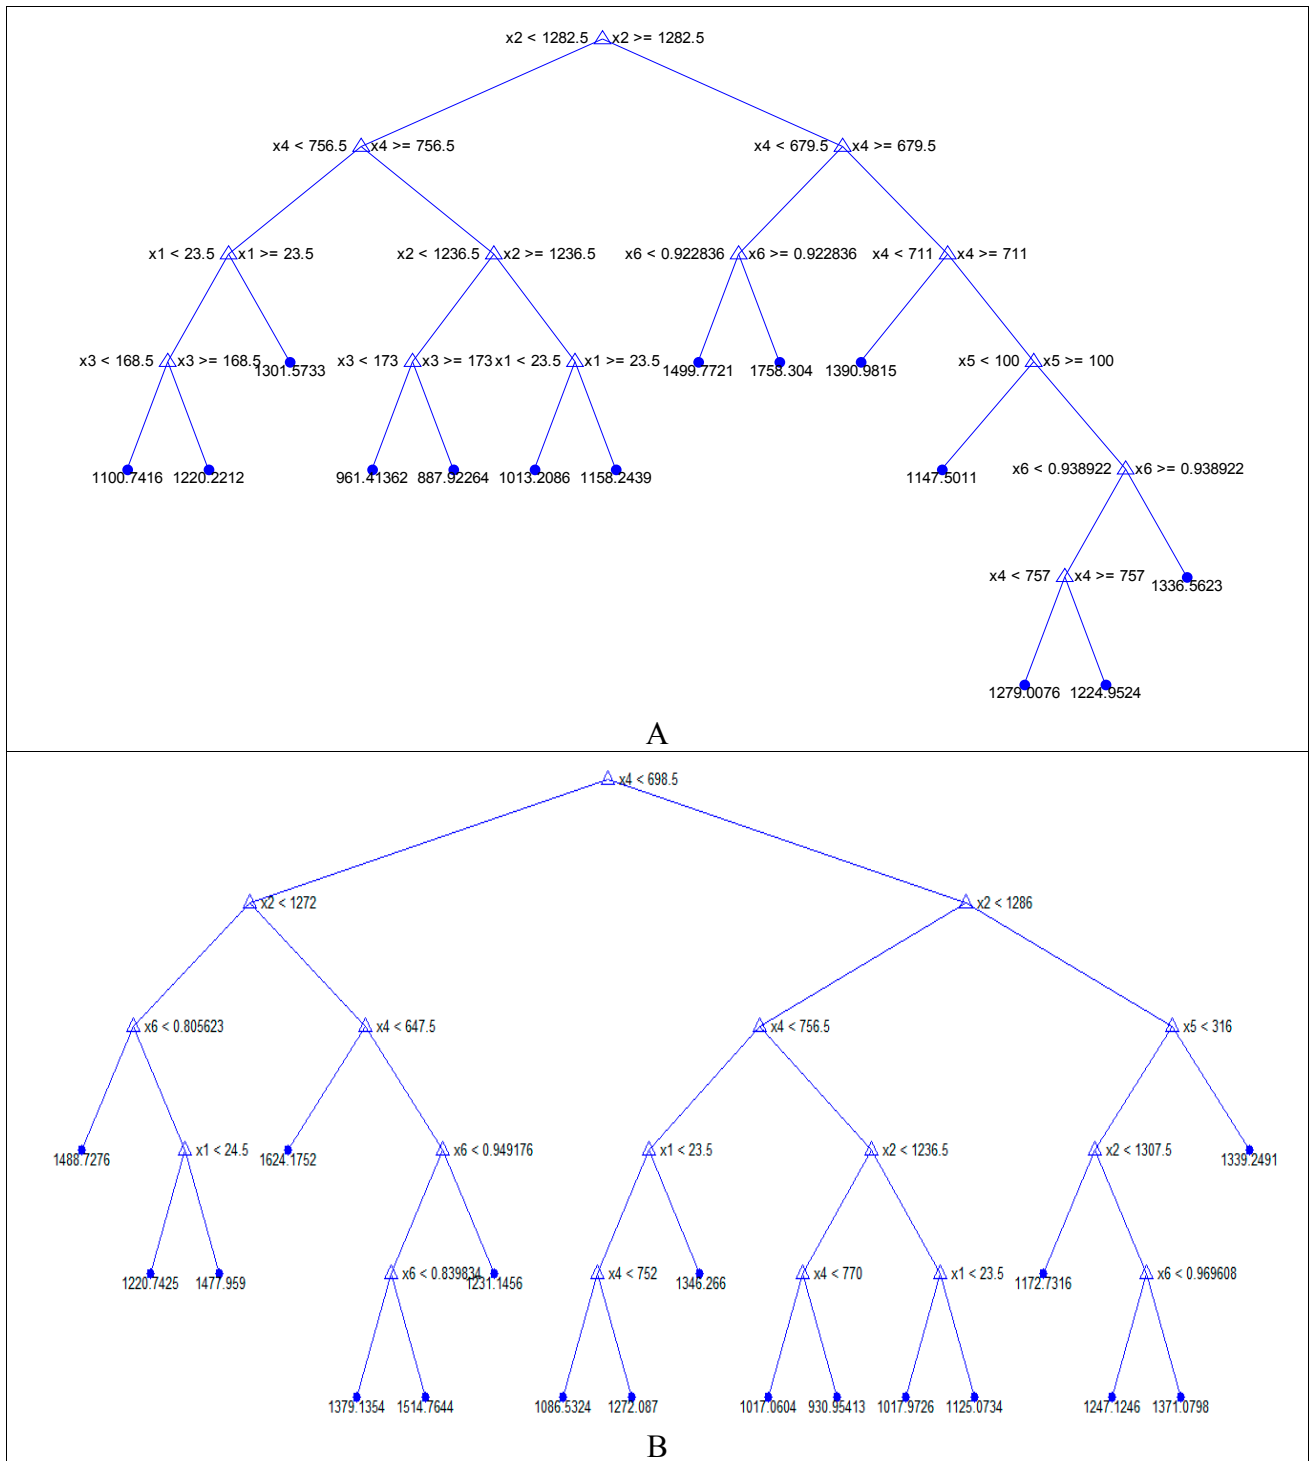 x2 < 1282.5 x2 >= 1282.5
x4 < 756.5 x4 >= 756.5 x4 < 679.5 x4 >= 679.5
x1 < 23.5 x1 >= 23.5 x2 < 1236.5 x2 >= 1236.5 x6 < 0.922836 x6 >= 0.922836 x4 < 711 x4 >= 711
x3 < 168.5 x3 >= 168.5 1301.5733 x3 < 173 x3 >= 173 x1 < 23.5 x1 >= 23.5 1499.7721 1758.304 1390.9815 x5 < 100 x5 >= 100
1100.7416 1220.2212 961.41362 887.92264 1013.2086 1158.2439 1147.5011 x6 < 0.938922 x6 >= 0.938922
x4 < 757 x4 >= 757 1336.5623
1279.0076 1224.9524
A
x4 < 698.5
x2 < 1272 x2 < 1286
x6 < 0.805623 x4 < 647.5 x4 < 756.5 x5 < 316
1488.7276 x1 < 24.5 1624.1752 x6 < 0.949176 x1 < 23.5 x2 < 1236.5 x2 < 1307.5 1339.2491
1220.7425 1477.959 x6 < 0.839834 1231.1456 x4 < 752 1346.266 x4 < 770 x1 < 23.5 1172.7316 x6 < 0.969608
1379.1354 1514.7644 1086.5324 1272.087 1017.0604 930.95413 1017.9726 1125.0734 1247.1246 1371.0798
B